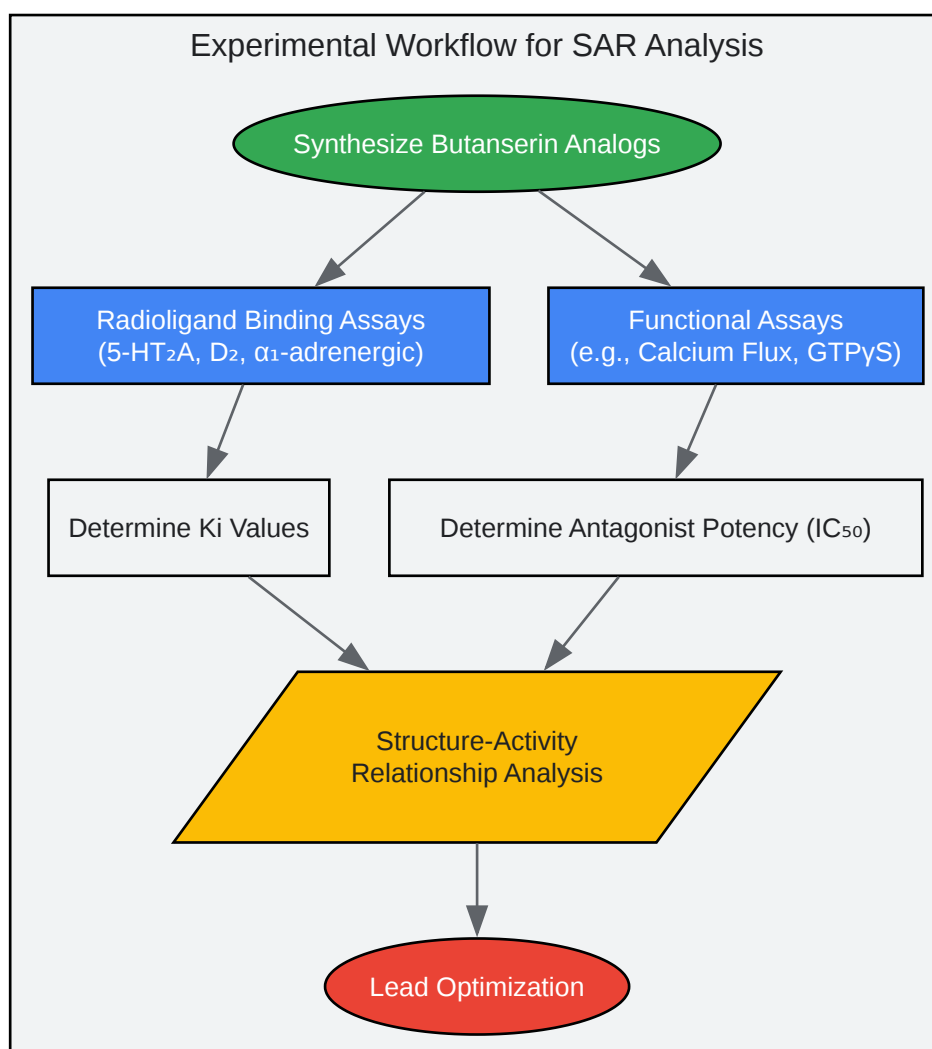 Experimental Workflow for SAR Analysis
Synthesize Butanserin Analogs
Radioligand Binding Assays
(5-HT₂A, D₂, α₁-adrenergic)
Functional Assays
(e.g., Calcium Flux, GTPγS)
Determine Ki Values
Determine Antagonist Potency (IC₅₀)
Structure-Activity
Relationship Analysis
Lead Optimization